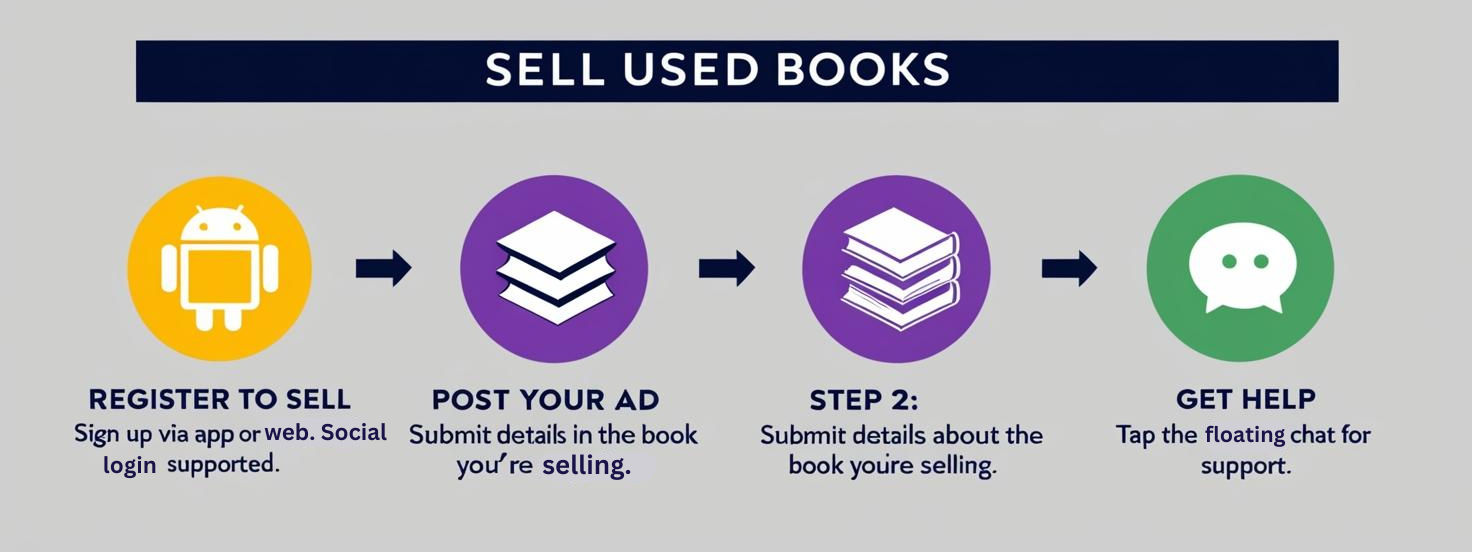 SELL USED BOOKS
REGISTER TO SELL
Sign up via app or web. Social
login supported.
POST YOUR AD
Submit details in the book
you're selling.
STEP 2:
Submit details about the
book youre selling.
GET HELP
Tap the floating chat for
support.